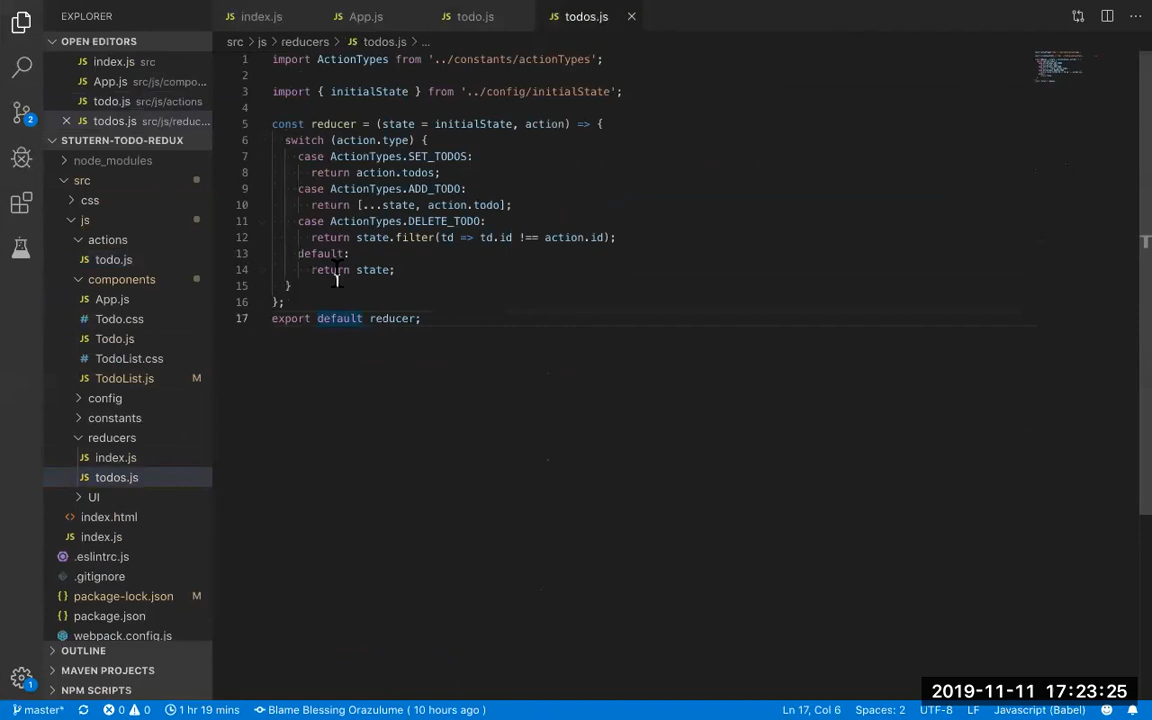 EXPLORER
OPEN EDITORS
index.js src/js
App.js src/js/compo...
todo.js src/js/actions
todos.js src/js/reduc...
STUTERN-TODO-REDUX
node_modules
src
css
js
actions
todo.js
components
App.js
Todo.css
Todo.js
TodoList.css
TodoList.js M
config
constants
reducers
index.js
todos.js
UI
index.html
index.js
.eslintrc.js
.gitignore
package-lock.json M
package.json
webpack.config.js
OUTLINE
MAVEN PROJECTS
NPM SCRIPTS
2
1
index.js App.js todo.js todos.js
src > js > reducers > todos.js > ...
1 import ActionTypes from '../constants/actionTypes';
2
3 import { initialState } from '../config/initialState';
4
5 const reducer = (state = initialState, action) => {
6 switch (action.type) {
7 case ActionTypes.SET_TODOS:
8 return action.todos;
9 case ActionTypes.ADD_TODO:
10 return [...state, action.todo];
11 case ActionTypes.DELETE_TODO:
12 return state.filter(td => td.id !== action.id);
13 default:
14 return state;
15 }
16 };
17 export default reducer;
2019-11-11 17:23:25
master* 0 0 1 hr 19 mins Blame Blessing Orazulume ( 10 hours ago ) Ln 17, Col 6 Spaces: 2 UTF-8 LF Javascript (Babel)